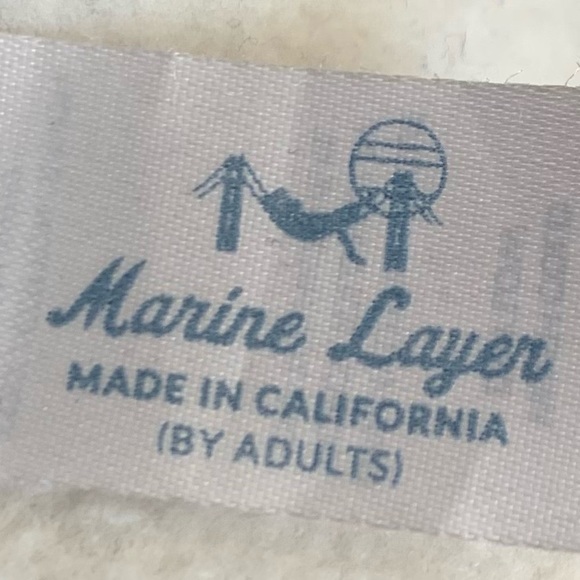 Marine Layer
MADE IN CALIFORNIA
(BY ADULTS)